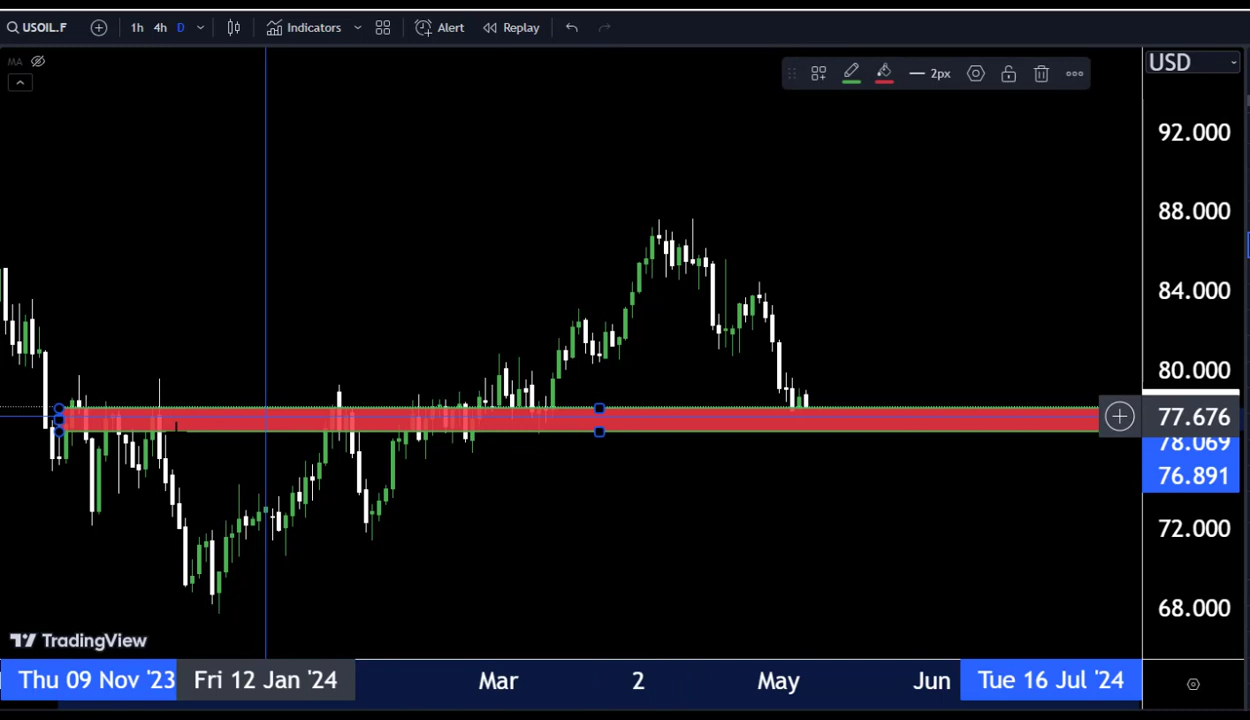 USOIL.F 1h 4h D Indicators Alert Replay
MA
2px
USD
92.000
88.000
84.000
80.000
77.676
78.069
76.891
72.000
68.000
TradingView
Thu 09 Nov '23 Fri 12 Jan '24 Mar 2 May Jun Tue 16 Jul '24